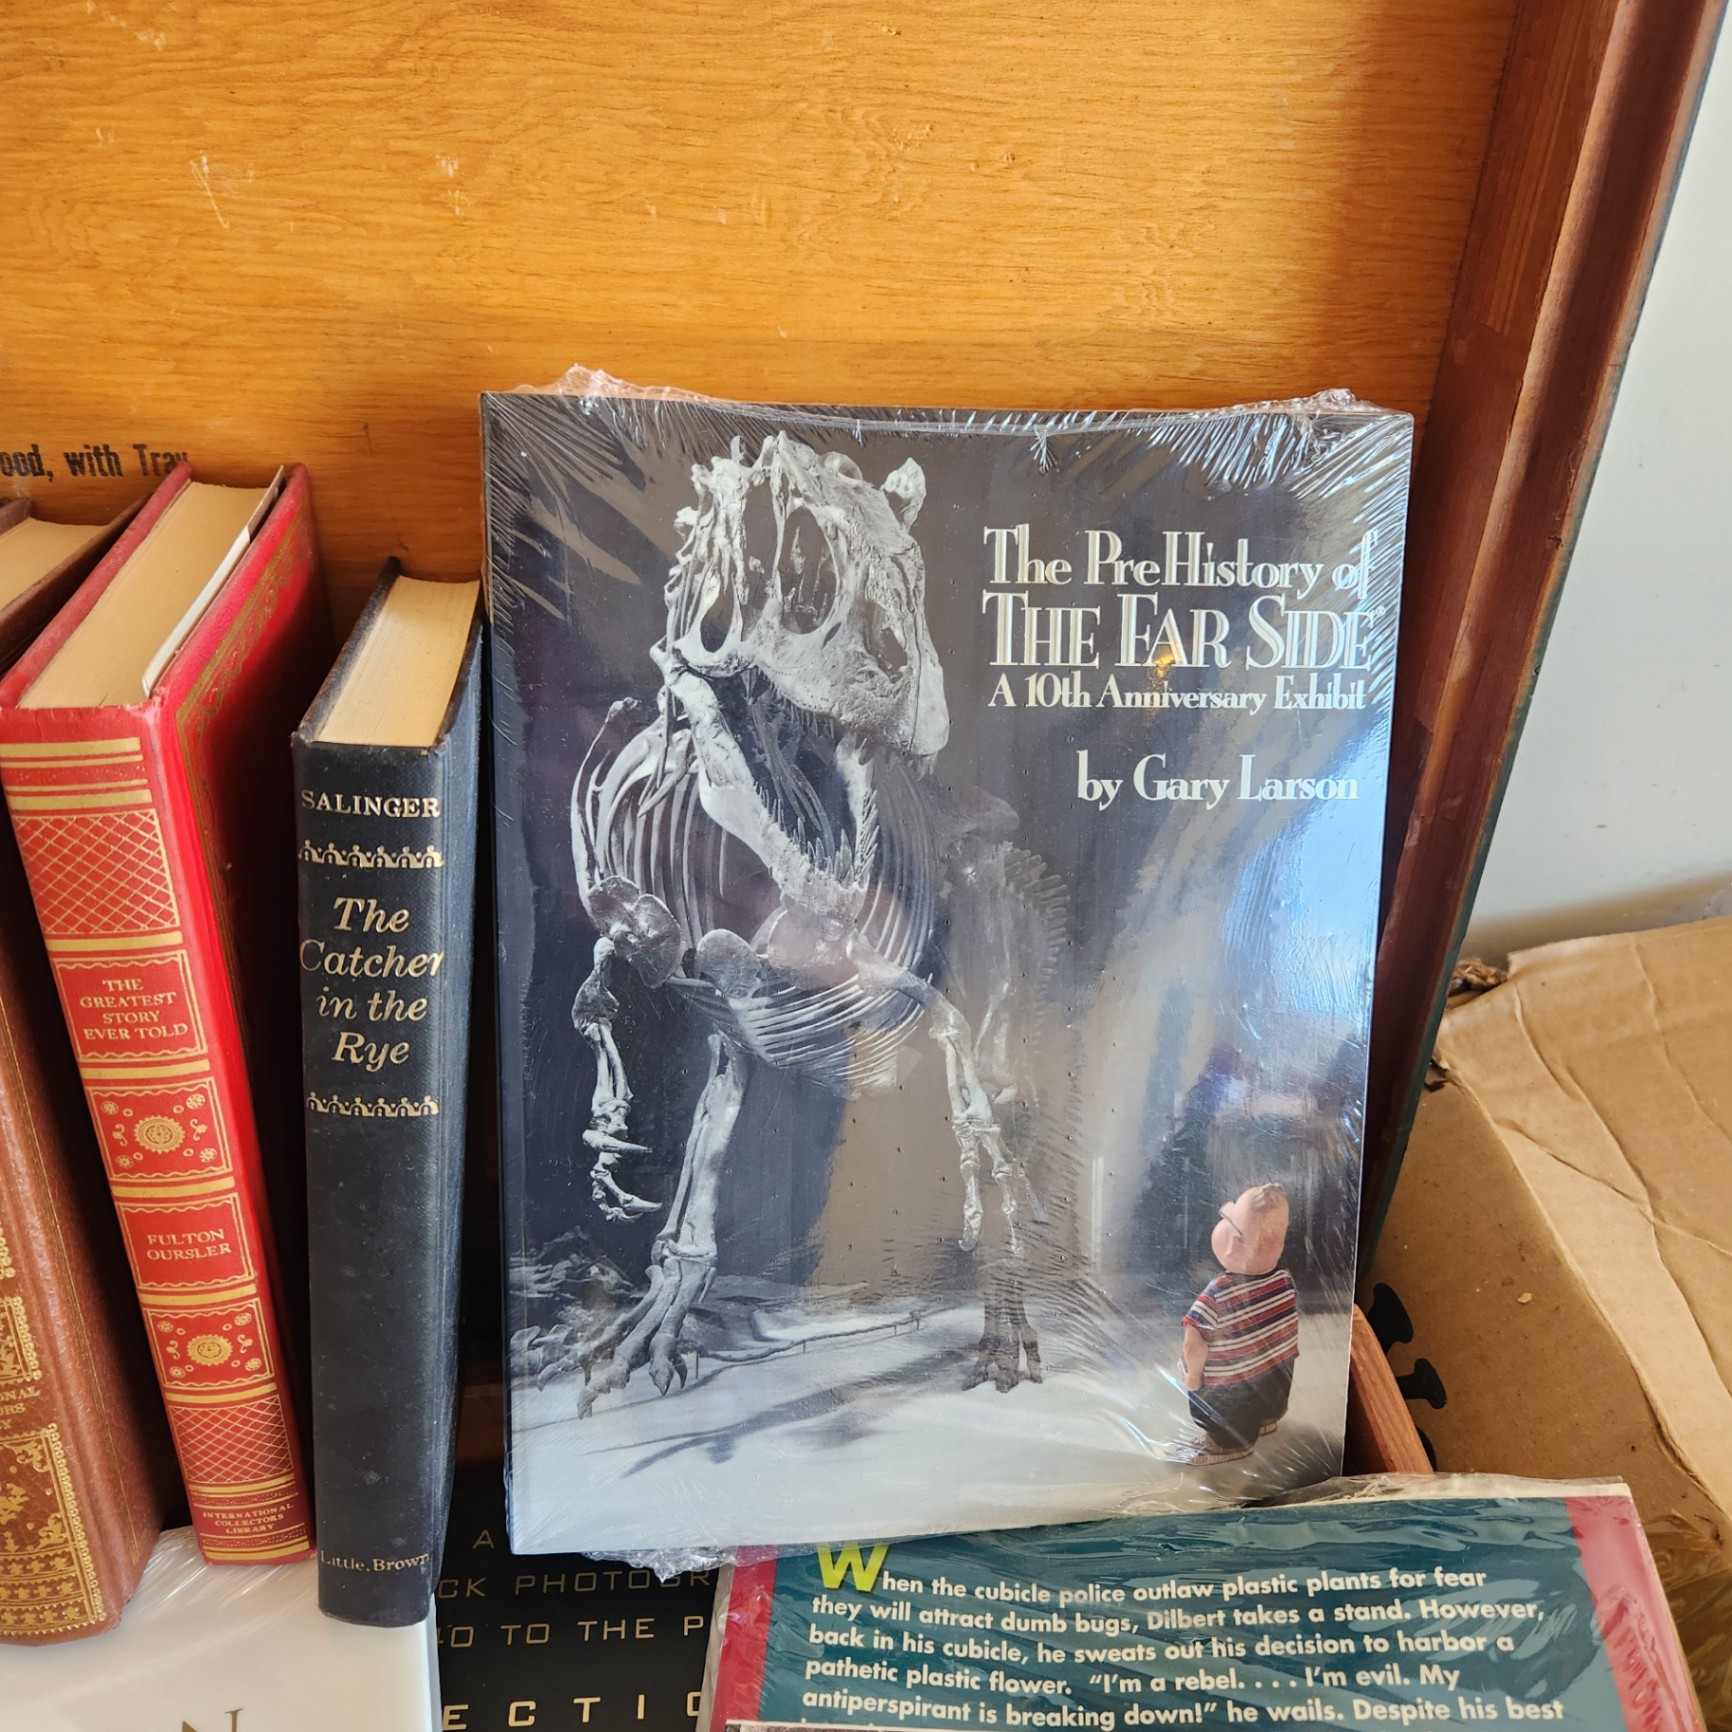 ood, with Tray
The PreHistory of
THE FAR SIDE®
A 10th Anniversary Exhibit
by Gary Larson
SALINGER
The
Catcher
in the
Rye
Little, Brown
THE
GREATEST
STORY
EVER TOLD
FULTON
OURSLER
INTERNATIONAL
COLLECTORS
LIBRARY
ONAL
ORS
Y
A
CK PHOTOGR
TO THE P
ECTIO
N
When the cubicle police outlaw plastic plants for fear
they will attract dumb bugs, Dilbert takes a stand. However,
back in his cubicle, he sweats out his decision to harbor a
pathetic plastic flower. "I'm a rebel. . . . I'm evil. My
antiperspirant is breaking down!" he wails. Despite his best